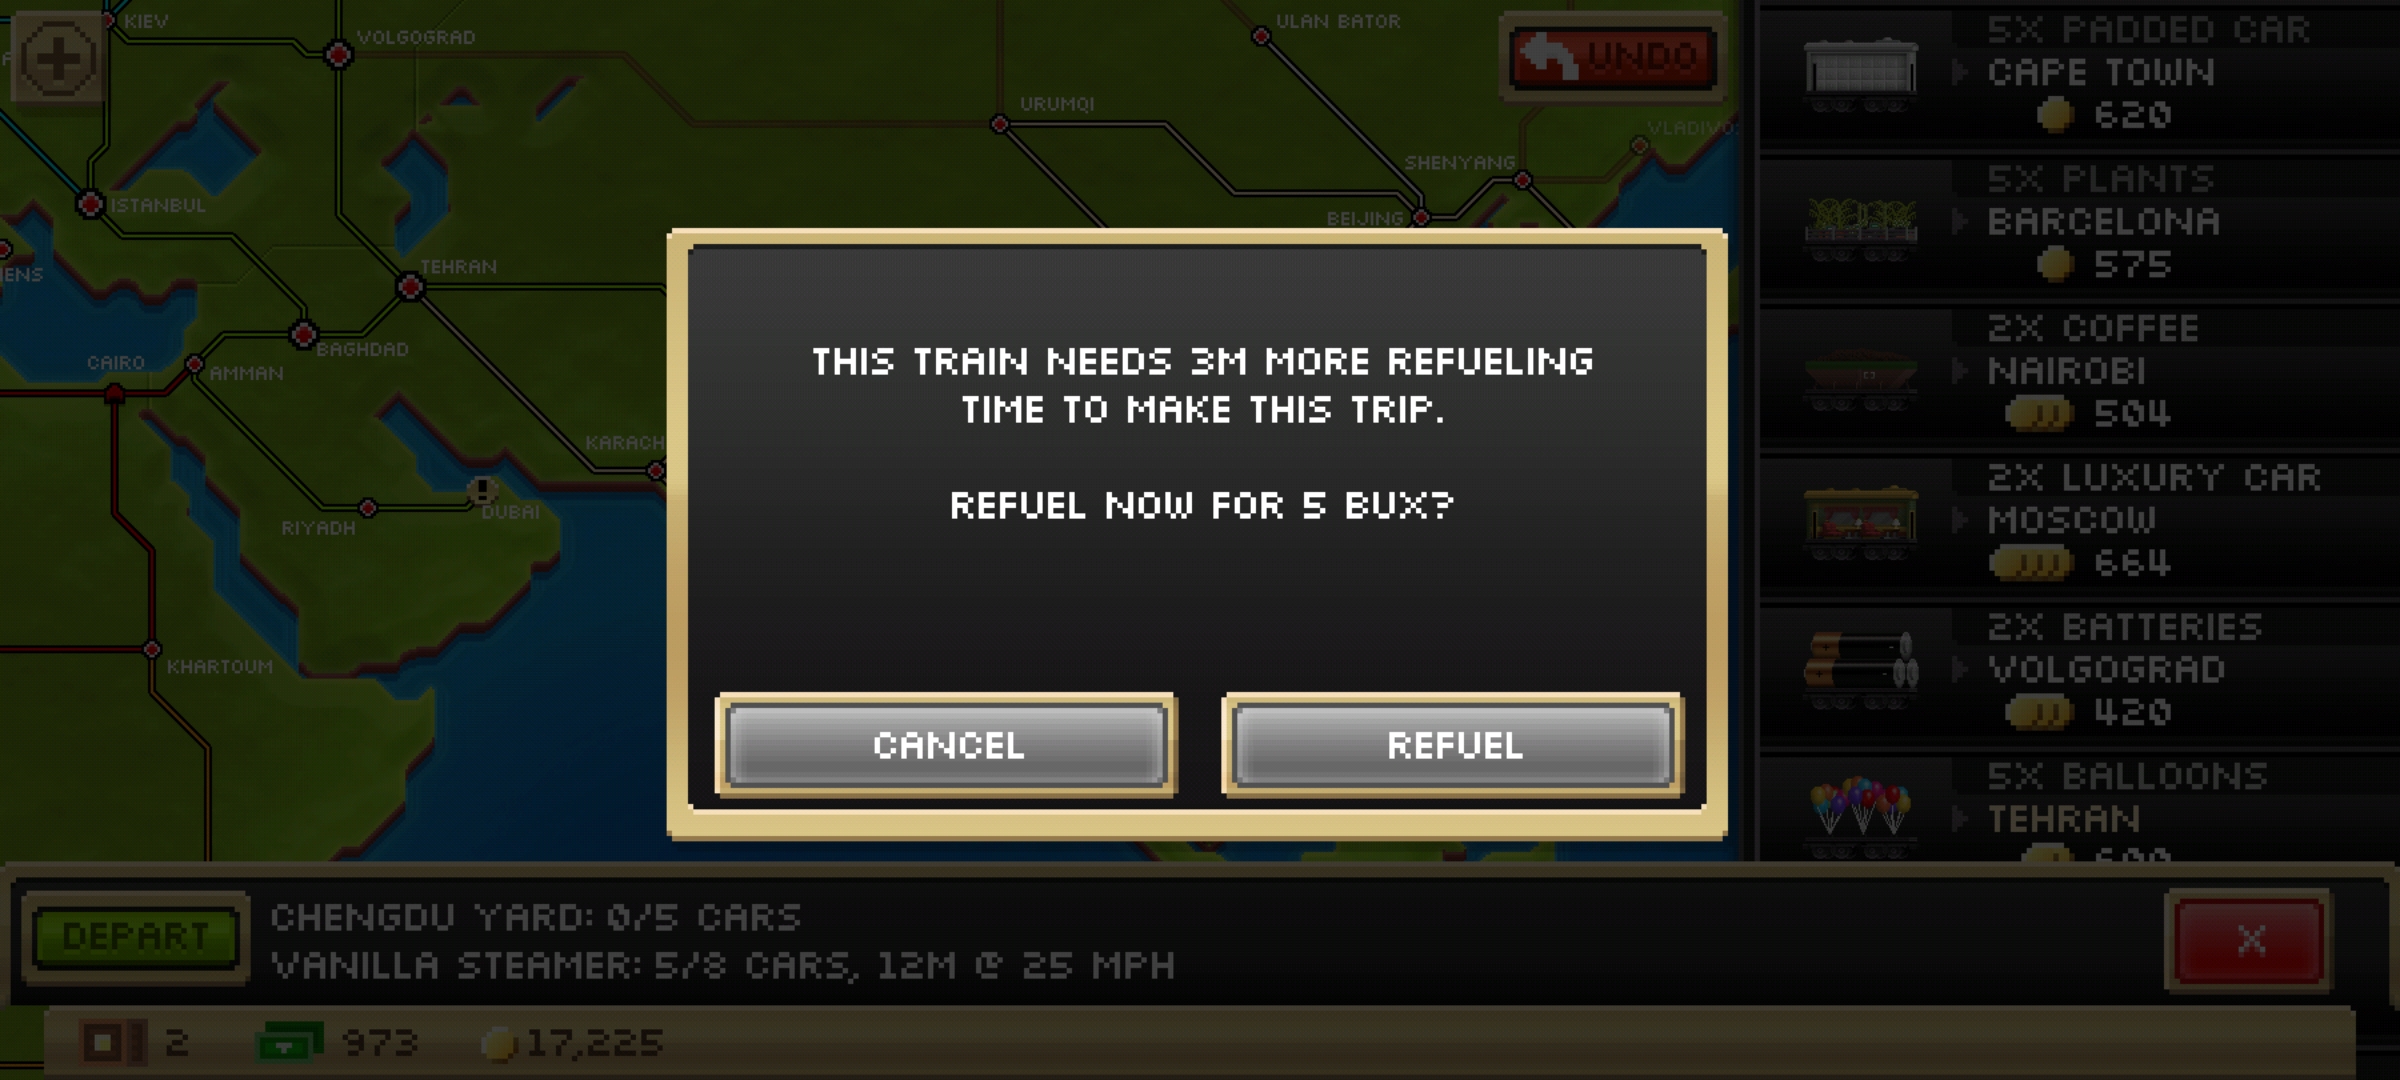 KIEV
VOLGOGRAD
ULAN BATOR
UNDO
URUMQI
SHENYANG
BEIJING
ISTANBUL
TEHRAN
BAGHDAD
CAIRO
AMMAN
KARACH
RIYADH
DUBAI
KHARTOUM
THIS TRAIN NEEDS 3M MORE REFUELING
TIME TO MAKE THIS TRIP.
REFUEL NOW FOR 5 BUX?
CANCEL
REFUEL
5X PADDED CAR
CAPE TOWN
620
5X PLANTS
BARCELONA
575
2X COFFEE
NAIROBI
504
2X LUXURY CAR
MOSCOW
664
2X BATTERIES
VOLGOGRAD
420
5X BALLOONS
TEHRAN
600
DEPART
CHENGDU YARD: 0/5 CARS
VANILLA STEAMER: 5/8 CARS, 12M @ 25 MPH
X
2
973
17,225